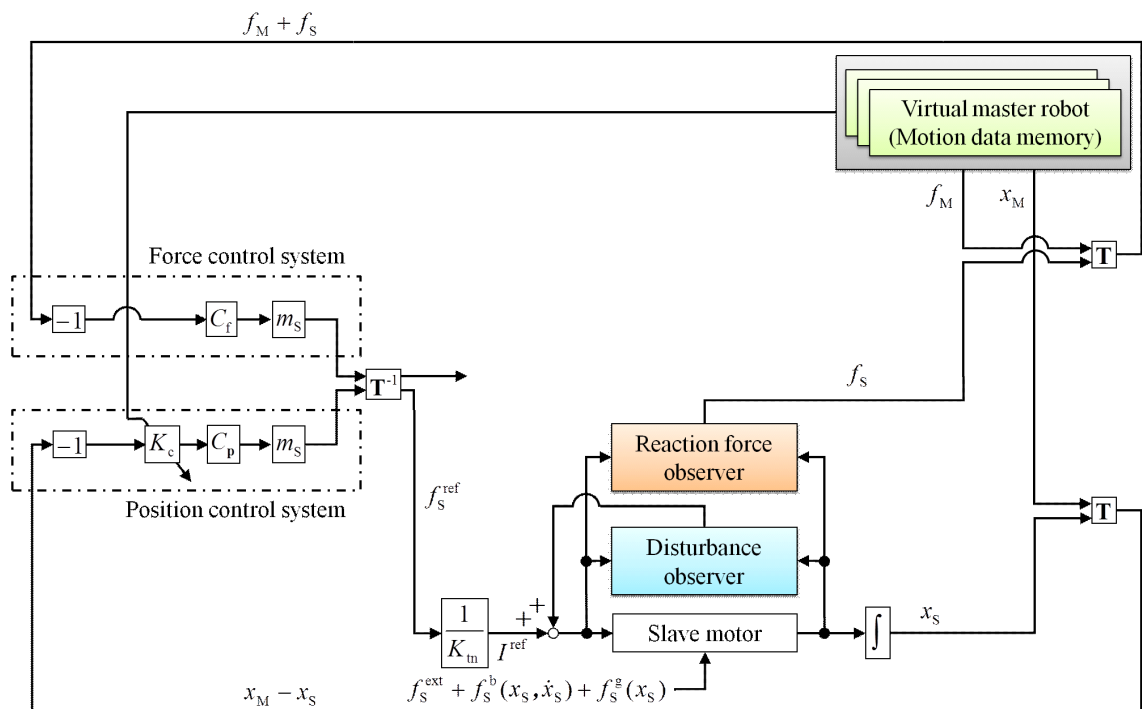 f_M + f_S
Virtual master robot
(Motion data memory)
f_M
x_M
Force control system
T
−1
C_f
m_S
T^-1
f_S
−1
K_c
C_p
m_S
Reaction force
observer
Position control system
f_S^ref
T
Disturbance
observer
+
+
1
K_tn
I^ref
Slave motor
∫
x_S
f_S^ext + f_S^b(x_S, ẋ_S) + f_S^g(x_S)
x_M − x_S